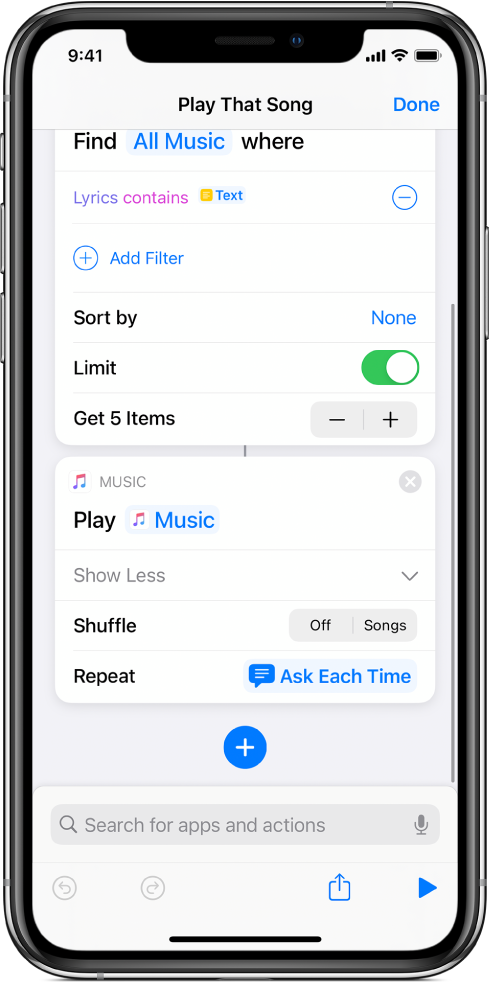 9:41
Play That Song
Done
Find All Music where
Lyrics contains Text
Add Filter
Sort by None
Limit
Get 5 Items
MUSIC
Play Music
Show Less
Shuffle Off Songs
Repeat Ask Each Time
Search for apps and actions